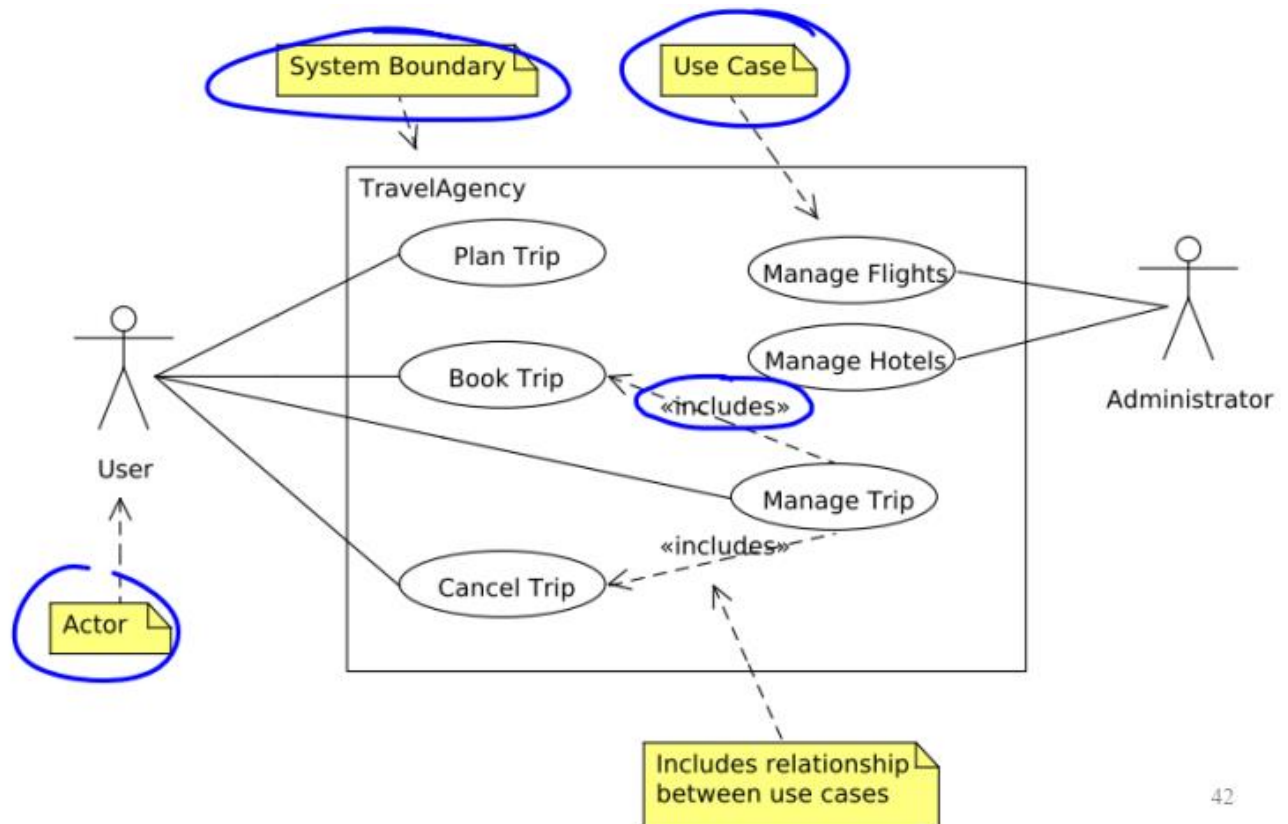 System Boundary
Use Case
TravelAgency
Plan Trip
Manage Flights
Book Trip
Manage Hotels
«includes»
Administrator
User
Manage Trip
«includes»
Cancel Trip
Actor
Includes relationship
between use cases
42